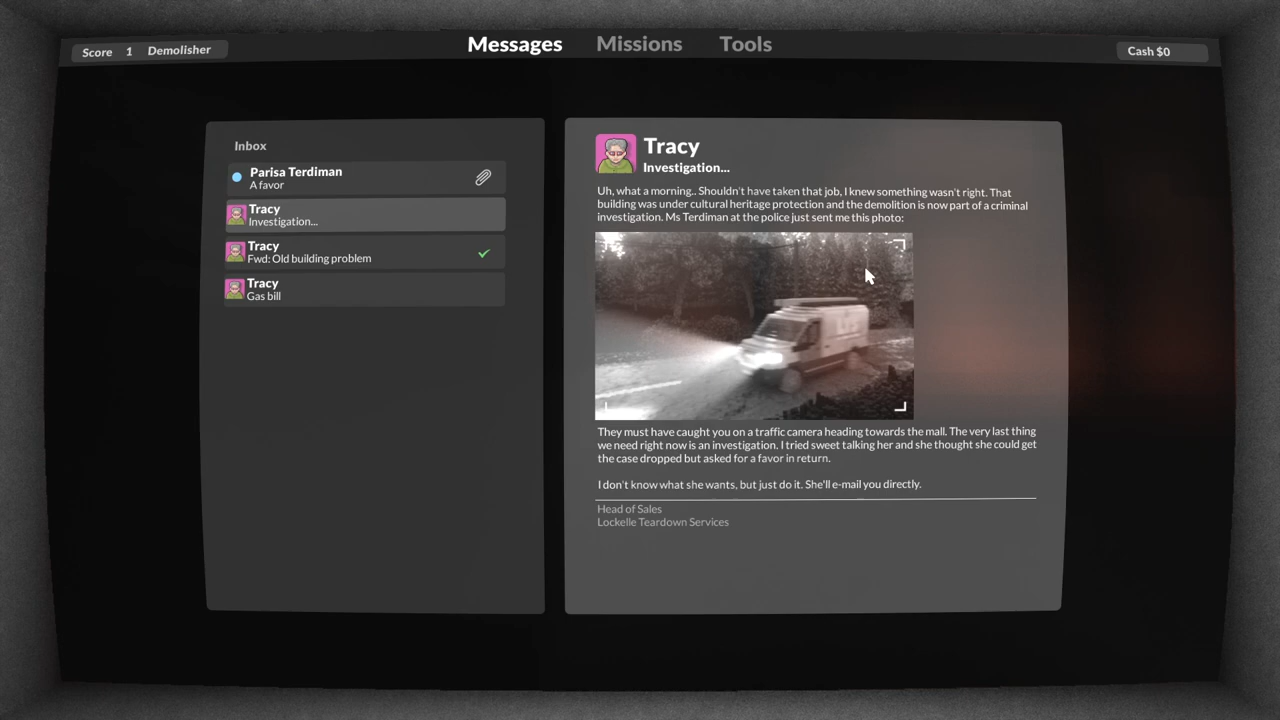 Score 1 Demolisher
Messages Missions Tools
Cash $0
Inbox
Parisa Terdiman
A favor
Tracy
Investigation...
Tracy
Fwd: Old building problem
Tracy
Gas bill
Tracy
Investigation...
Uh, what a morning.. Shouldn't have taken that job, I knew something wasn't right. That
building was under cultural heritage protection and the demolition is now part of a criminal
investigation. Ms Terdiman at the police just sent me this photo:
They must have caught you on a traffic camera heading towards the mall. The very last thing
we need right now is an investigation. I tried sweet talking her and she thought she could get
the case dropped but asked for a favor in return.
I don't know what she wants, but just do it. She'll e-mail you directly.
Head of Sales
Lockelle Teardown Services